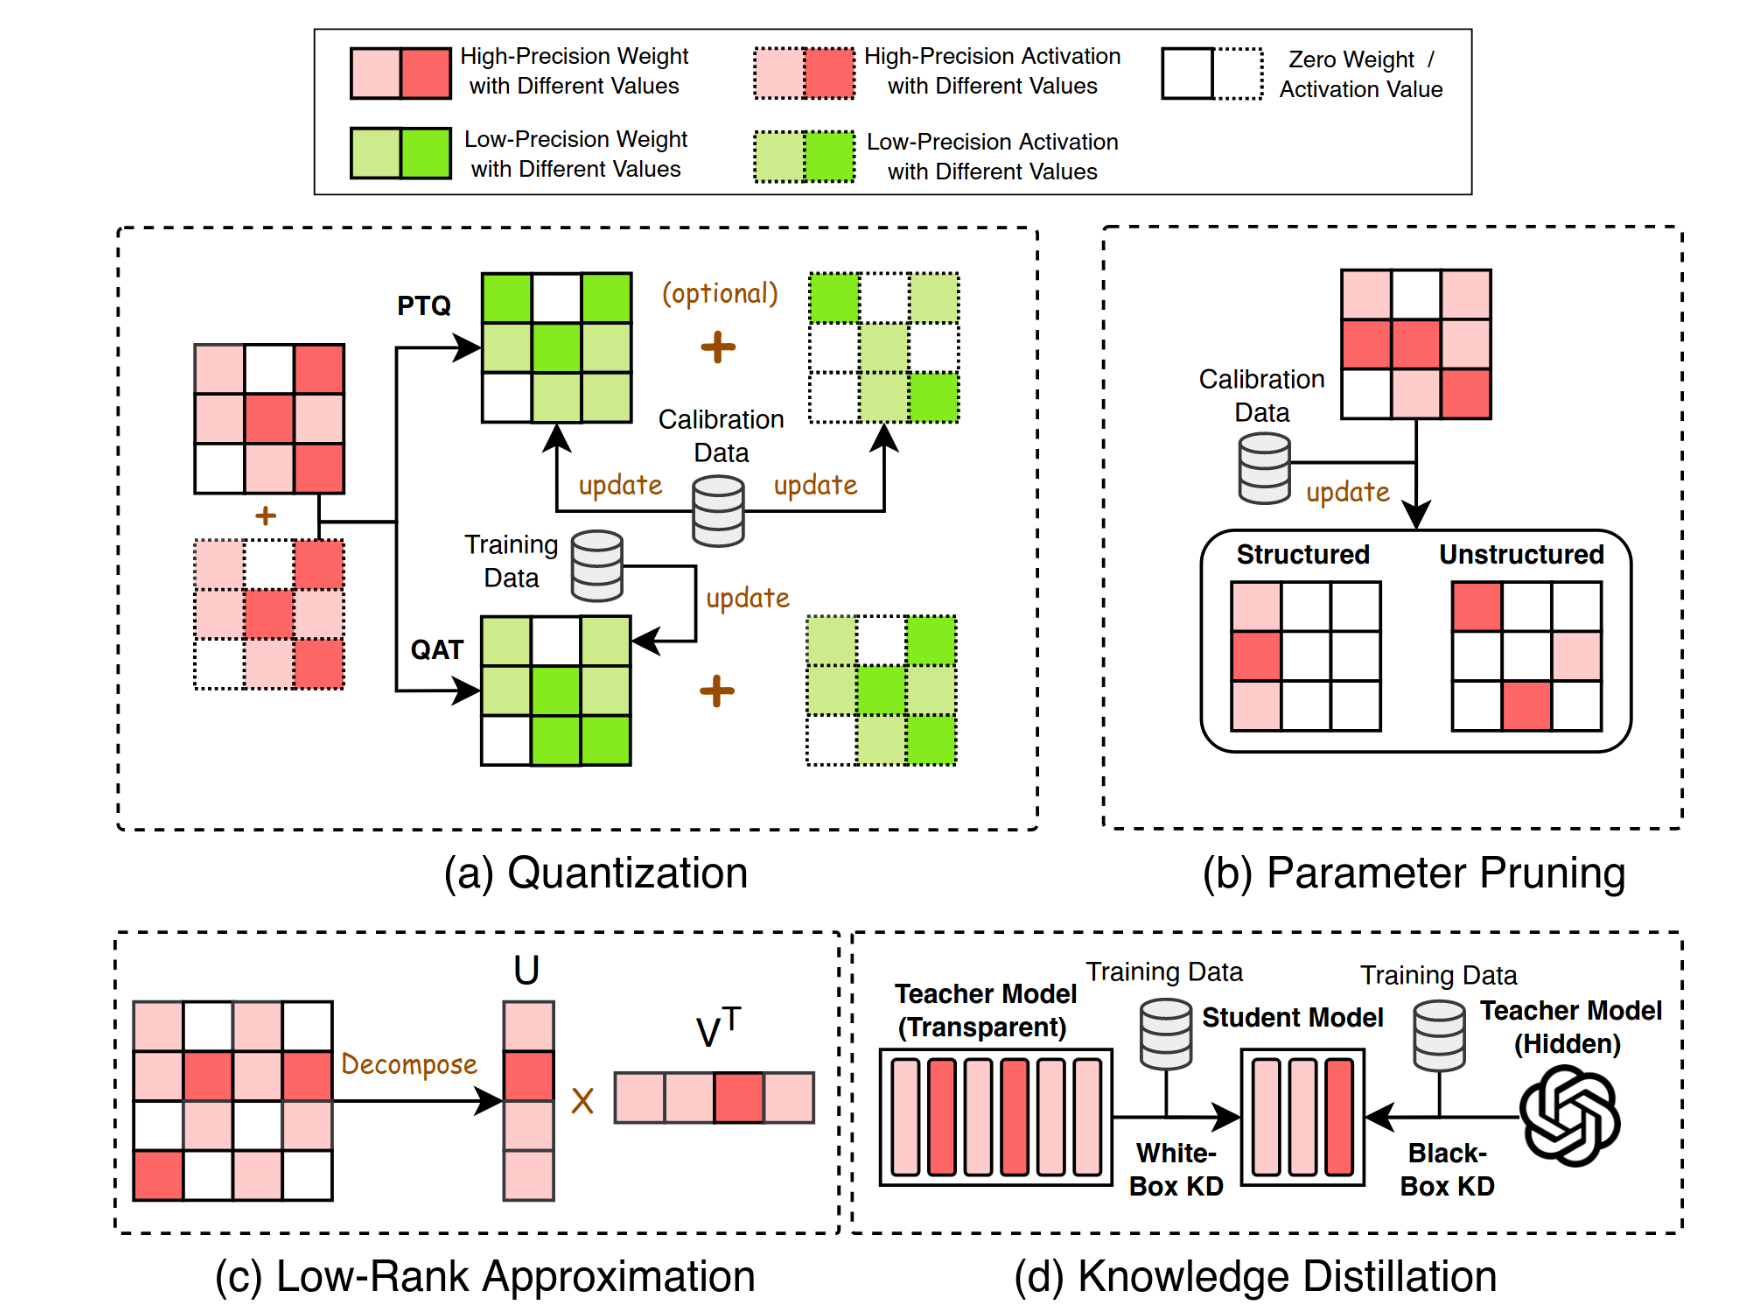 High-Precision Weight
with Different Values
High-Precision Activation
with Different Values
Zero Weight /
Activation Value
Low-Precision Weight
with Different Values
Low-Precision Activation
with Different Values
PTQ
(optional)
+
Calibration
Data
update
update
+
Training
Data
update
QAT
+
(a) Quantization
Calibration
Data
update
Structured
Unstructured
(b) Parameter Pruning
U
V^T
Decompose
X
(c) Low-Rank Approximation
Training Data
Training Data
Teacher Model
(Transparent)
Student Model
Teacher Model
(Hidden)
White-
Box KD
Black-
Box KD
(d) Knowledge Distillation